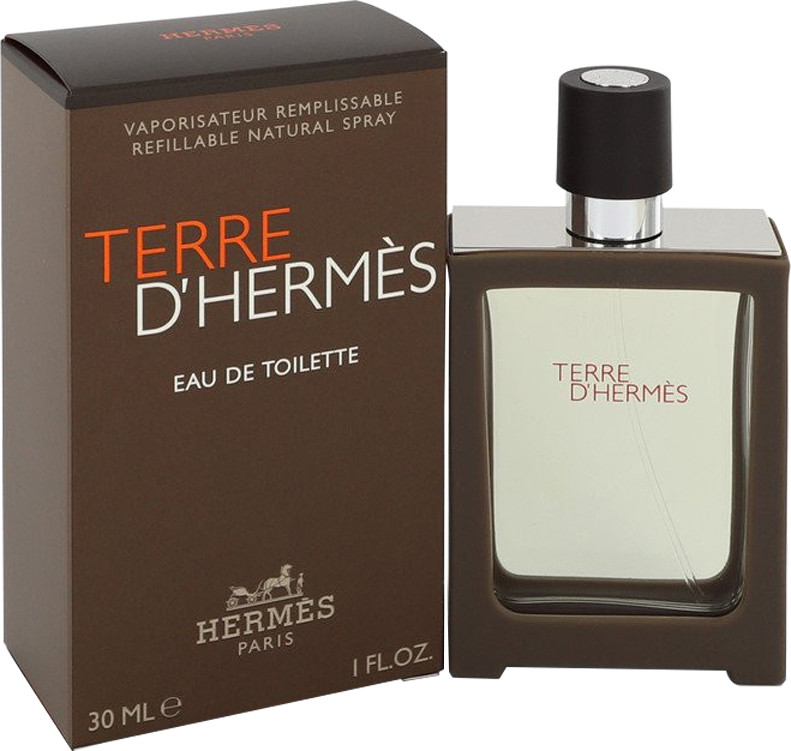 HERMÈS
PARIS
VAPORISATEUR REMPLISSABLE
REFILLABLE NATURAL SPRAY
TERRE
D'HERMÈS
EAU DE TOILETTE
HERMÈS
PARIS
30 ML ℮
1 FL.OZ.
TERRE
D'HERMÈS